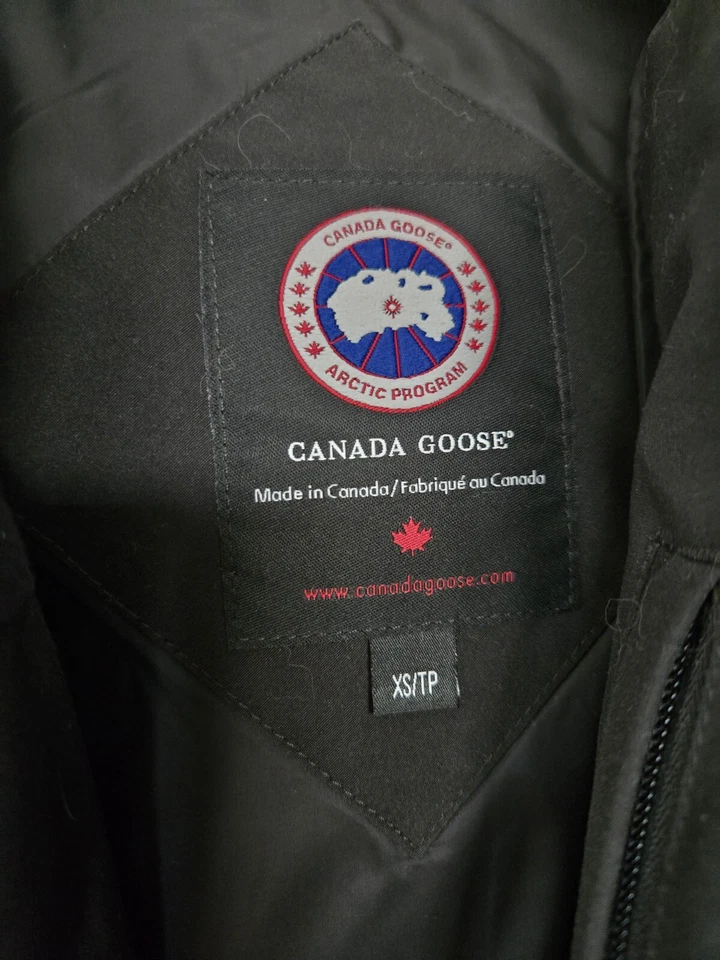 CANADA GOOSE®
ARCTIC PROGRAM
CANADA GOOSE®
Made in Canada/Fabriqué au Canada
www.canadagoose.com
XS/TP